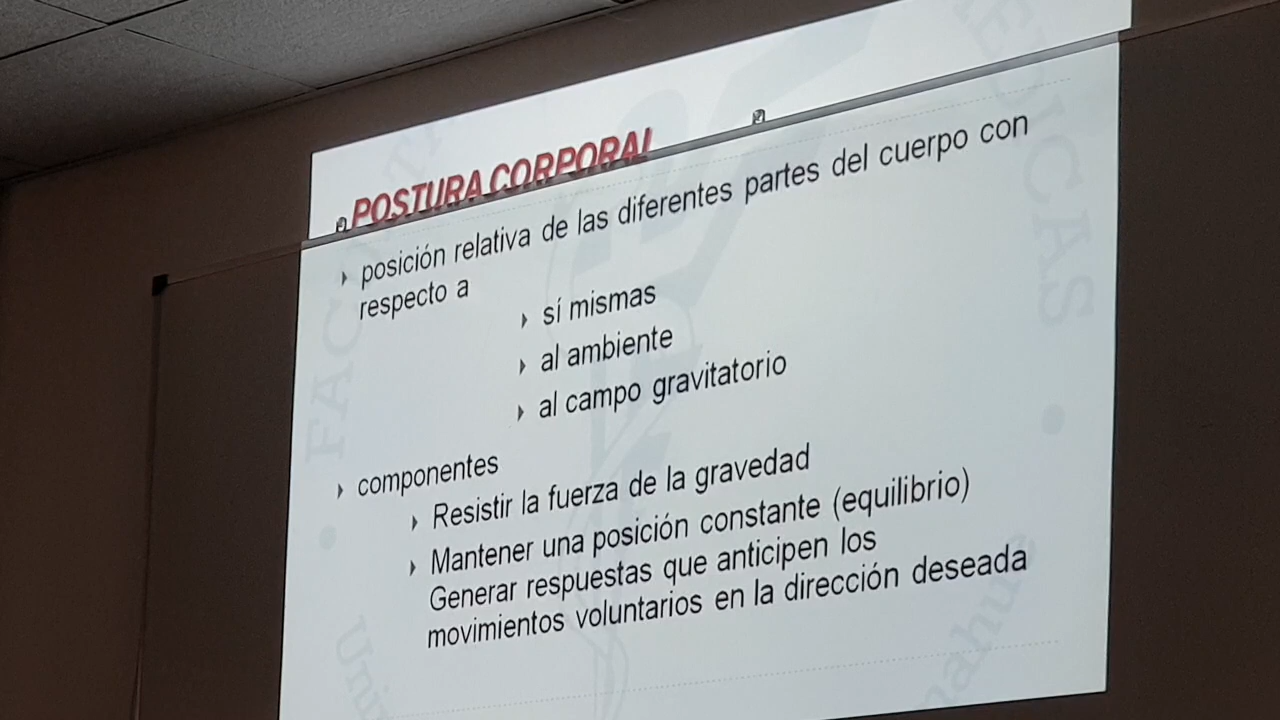 POSTURA CORPORAL
posición relativa de las diferentes partes del cuerpo con
respecto a
sí mismas
al ambiente
al campo gravitatorio
componentes
Resistir la fuerza de la gravedad
Mantener una posición constante (equilibrio)
Generar respuestas que anticipen los
movimientos voluntarios en la dirección deseada